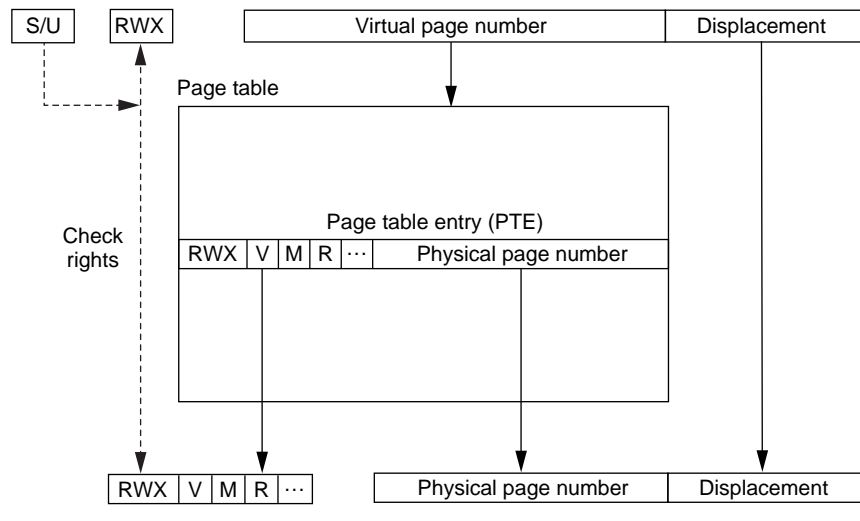 S/U RWX Virtual page number Displacement
Page table
Page table entry (PTE)
Check
rights
RWX V M R ... Physical page number
RWX V M R ... Physical page number Displacement